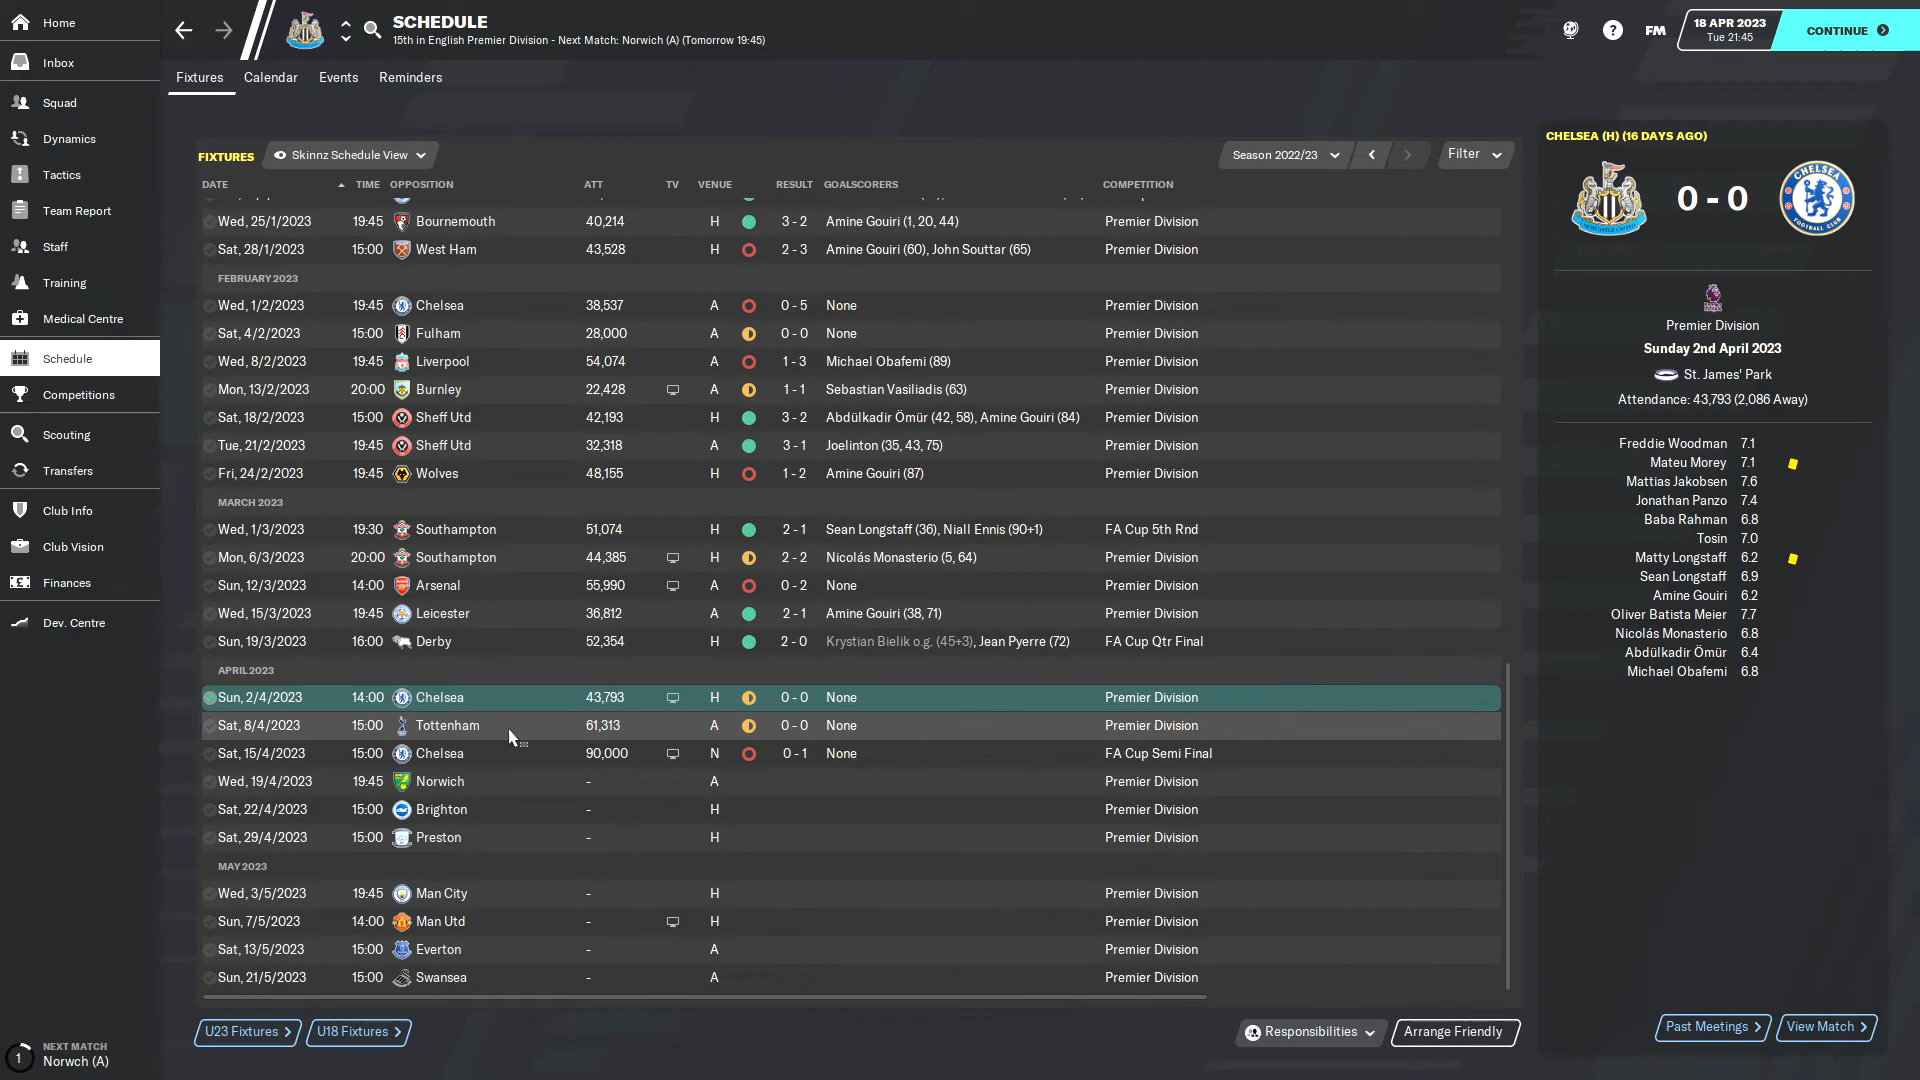 Home
Inbox
Squad
Dynamics
Tactics
Team Report
Staff
Training
Medical Centre
Schedule
Competitions
Scouting
Transfers
Club Info
Club Vision
Finances
Dev. Centre
1 NEXT MATCH
Norwch (A)
SCHEDULE
15th in English Premier Division - Next Match: Norwich (A) (Tomorrow 19:45)
FM
18 APR 2023
Tue 21:45
CONTINUE
Fixtures Calendar Events Reminders
FIXTURES Skinnz Schedule View Season 2022/23 Filter
DATE TIME OPPOSITION ATT TV VENUE RESULT GOALSCORERS COMPETITION
Wed, 25/1/2023 19:45 Bournemouth 40,214 H 3 - 2 Amine Gouiri (1, 20, 44) Premier Division
Sat, 28/1/2023 15:00 West Ham 43,528 H 2 - 3 Amine Gouiri (60), John Souttar (65) Premier Division
FEBRUARY 2023
Wed, 1/2/2023 19:45 Chelsea 38,537 A 0 - 5 None Premier Division
Sat, 4/2/2023 15:00 Fulham 28,000 A 0 - 0 None Premier Division
Wed, 8/2/2023 19:45 Liverpool 54,074 A 1 - 3 Michael Obafemi (89) Premier Division
Mon, 13/2/2023 20:00 Burnley 22,428 A 1 - 1 Sebastian Vasiliadis (63) Premier Division
Sat, 18/2/2023 15:00 Sheff Utd 42,193 H 3 - 2 Abdülkadir Ömür (42, 58), Amine Gouiri (84) Premier Division
Tue, 21/2/2023 19:45 Sheff Utd 32,318 A 3 - 1 Joelinton (35, 43, 75) Premier Division
Fri, 24/2/2023 19:45 Wolves 48,155 H 1 - 2 Amine Gouiri (87) Premier Division
MARCH 2023
Wed, 1/3/2023 19:30 Southampton 51,074 H 2 - 1 Sean Longstaff (36), Niall Ennis (90+1) FA Cup 5th Rnd
Mon, 6/3/2023 20:00 Southampton 44,385 H 2 - 2 Nicolás Monasterio (5, 64) Premier Division
Sun, 12/3/2023 14:00 Arsenal 55,990 A 0 - 2 None Premier Division
Wed, 15/3/2023 19:45 Leicester 36,812 A 2 - 1 Amine Gouiri (38, 71) Premier Division
Sun, 19/3/2023 16:00 Derby 52,354 H 2 - 0 Krystian Bielik o.g. (45+3), Jean Pyerre (72) FA Cup Qtr Final
APRIL 2023
Sun, 2/4/2023 14:00 Chelsea 43,793 H 0 - 0 None Premier Division
Sat, 8/4/2023 15:00 Tottenham 61,313 A 0 - 0 None Premier Division
Sat, 15/4/2023 15:00 Chelsea 90,000 N 0 - 1 None FA Cup Semi Final
Wed, 19/4/2023 19:45 Norwich - A Premier Division
Sat, 22/4/2023 15:00 Brighton - H Premier Division
Sat, 29/4/2023 15:00 Preston - H Premier Division
MAY 2023
Wed, 3/5/2023 19:45 Man City - H Premier Division
Sun, 7/5/2023 14:00 Man Utd - H Premier Division
Sat, 13/5/2023 15:00 Everton - A Premier Division
Sun, 21/5/2023 15:00 Swansea - A Premier Division
U23 Fixtures U18 Fixtures Responsibilities Arrange Friendly
CHELSEA (H) (16 DAYS AGO)
0 - 0
Premier Division
Sunday 2nd April 2023
St. James' Park
Attendance: 43,793 (2,086 Away)
Freddie Woodman 7.1
Mateu Morey 7.1
Mattias Jakobsen 7.6
Jonathan Panzo 7.4
Baba Rahman 6.8
Tosin 7.0
Matty Longstaff 6.2
Sean Longstaff 6.9
Amine Gouiri 6.2
Oliver Batista Meier 7.7
Nicolás Monasterio 6.8
Abdülkadir Ömür 6.4
Michael Obafemi 6.8
Past Meetings View Match